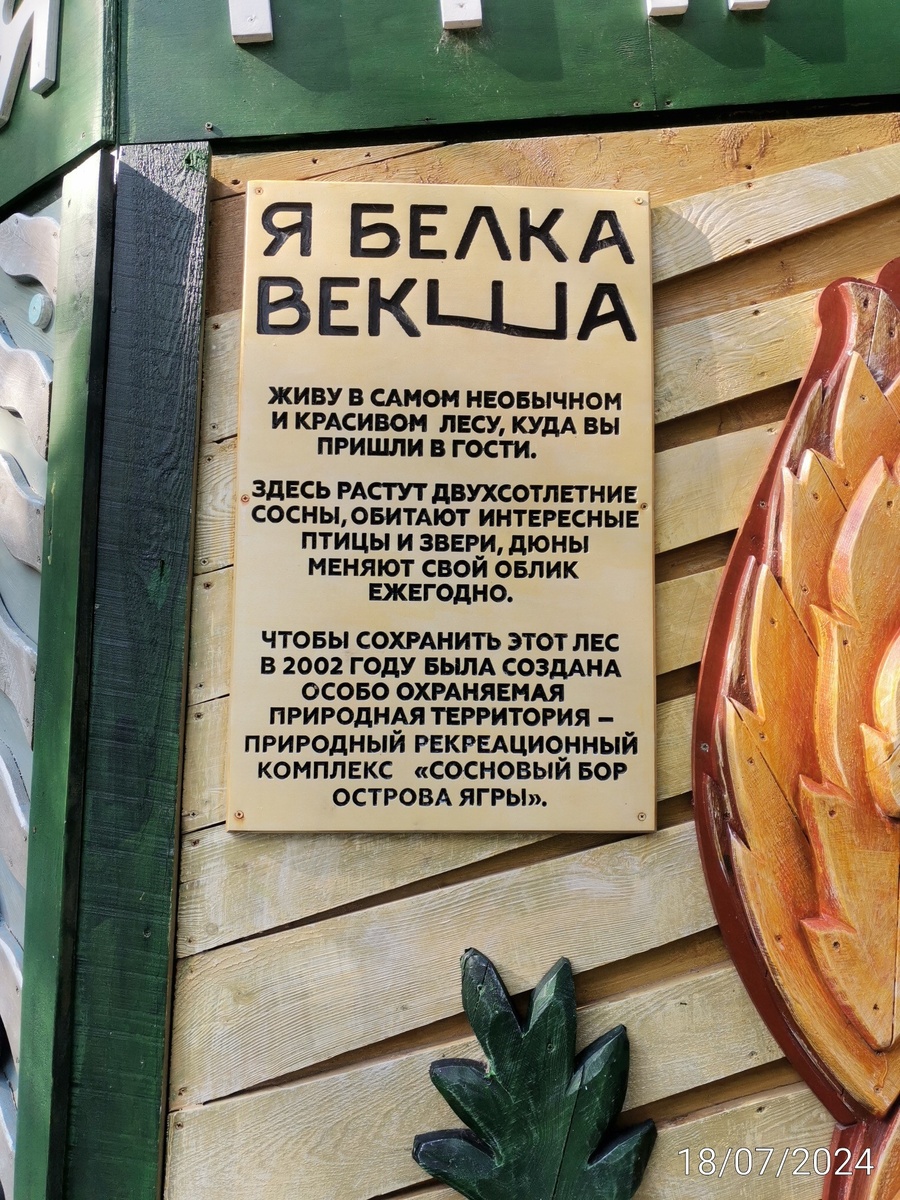 Я БЕЛКА
ВЕКША
ЖИВУ В САМОМ НЕОБЫЧНОМ
И КРАСИВОМ ЛЕСУ, КУДА ВЫ
ПРИШЛИ В ГОСТИ.
ЗДЕСЬ РАСТУТ ДВУХСОТЛЕТНИЕ
СОСНЫ, ОБИТАЮТ ИНТЕРЕСНЫЕ
ПТИЦЫ И ЗВЕРИ, ДЮНЫ
МЕНЯЮТ СВОЙ ОБЛИК
ЕЖЕГОДНО.
ЧТОБЫ СОХРАНИТЬ ЭТОТ ЛЕС
В 2002 ГОДУ БЫЛА СОЗДАНА
ОСОБО ОХРАНЯЕМАЯ
ПРИРОДНАЯ ТЕРРИТОРИЯ –
ПРИРОДНЫЙ РЕКРЕАЦИОННЫЙ
КОМПЛЕКС «СОСНОВЫЙ БОР
ОСТРОВА ЯГРЫ».
18/07/2024